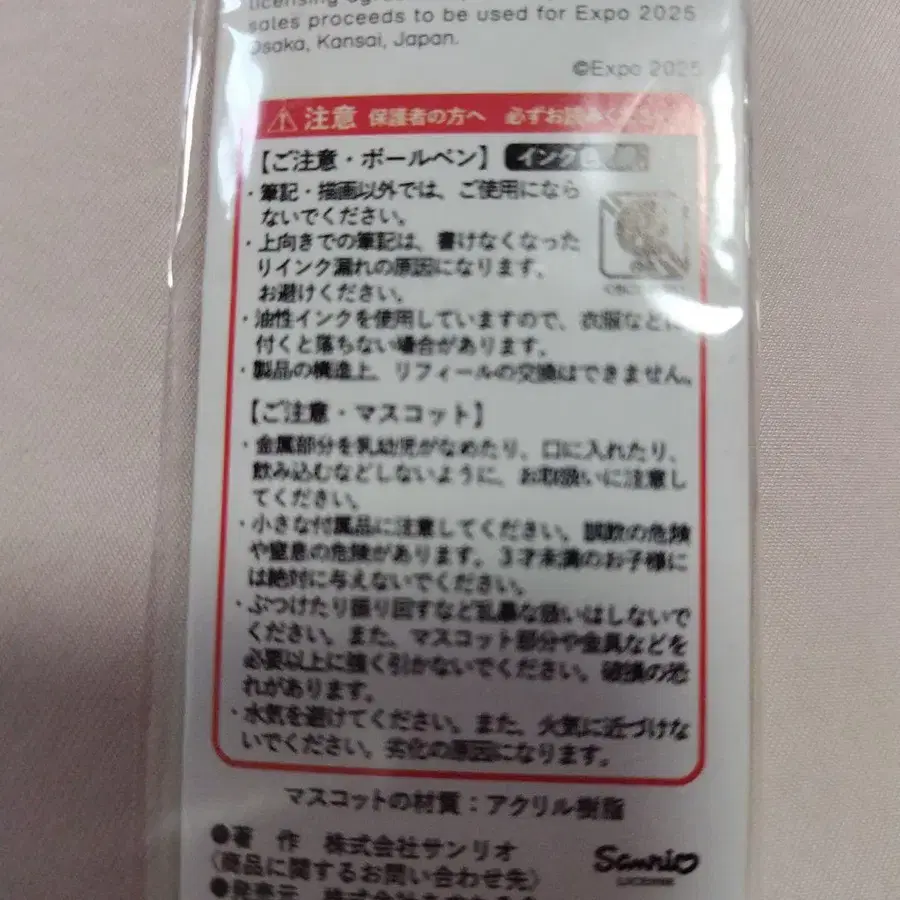 licensing
sales proceeds to be used for Expo 2025
Osaka, Kansai, Japan.
©Expo 2025
注意 保護者の方へ 必ずお読みください
【ご注意・ボールペン】 インク
・筆記・描画以外では、ご使用になら
ないでください。
・上向きでの筆記は、書けなくなった
りインク漏れの原因になります。
お避けください。
・油性インクを使用していますので、衣服などに
付くと落ちない場合があります。
・製品の構造上、リフィールの交換はできません。
【ご注意・マスコット】
・金属部分を乳幼児がなめたり、口に入れたり、
飲み込むなどしないように、お取扱いに注意し
てください。
・小さな付属品に注意してください。誤飲の危険
や窒息の危険があります。3才未満のお子様に
は絶対に与えないでください。
・ぶつけたり振り回すなど乱暴な扱いはしないで
ください。また、マスコット部分や金具などを
必要以上に強く引かないでください。破損の恐
れがあります。
・水気を避けてください。また、火気に近づけな
いでください。劣化の原因になります。
マスコットの材質：アクリル樹脂
●著 作 株式会社サンリオ
(商品に関するお問い合わせ先)
Sanrio
LICENSE
●発売元 株式会社